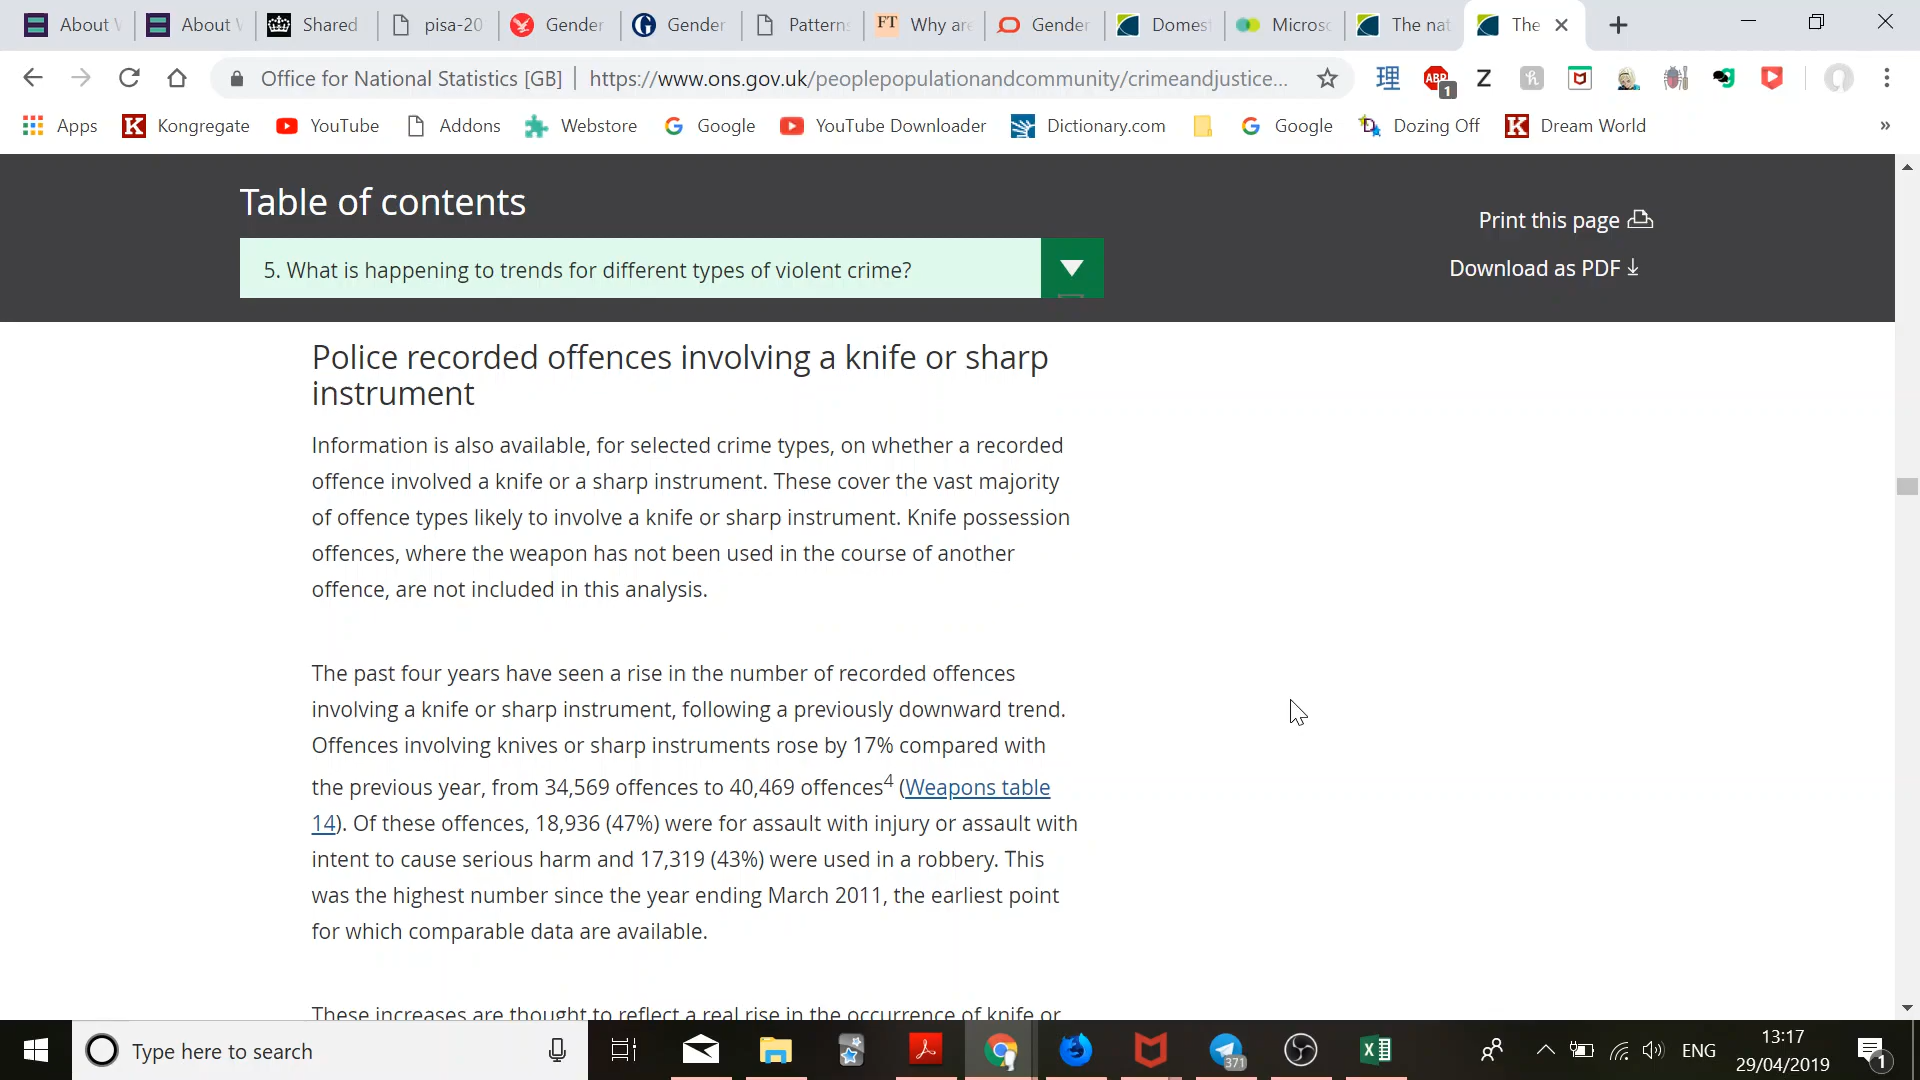 About
About
Shared
pisa-20
Gender
Gender
Pattern
FT
Why are
Gender
Domest
Micros
The nat
The
Office for National Statistics [GB]
https://www.ons.gov.uk/peoplepopulationandcommunity/crimeandjustice...
理
ABP
1
Z
Apps
K Kongregate
YouTube
Addons
Webstore
Google
YouTube Downloader
Dictionary.com
Google
Dozing Off
K Dream World
»
Table of contents
Print this page
5. What is happening to trends for different types of violent crime?
Download as PDF
Police recorded offences involving a knife or sharp
instrument
Information is also available, for selected crime types, on whether a recorded
offence involved a knife or a sharp instrument. These cover the vast majority
of offence types likely to involve a knife or sharp instrument. Knife possession
offences, where the weapon has not been used in the course of another
offence, are not included in this analysis.
The past four years have seen a rise in the number of recorded offences
involving a knife or sharp instrument, following a previously downward trend.
Offences involving knives or sharp instruments rose by 17% compared with
the previous year, from 34,569 offences to 40,469 offences4 (Weapons table
14). Of these offences, 18,936 (47%) were for assault with injury or assault with
intent to cause serious harm and 17,319 (43%) were used in a robbery. This
was the highest number since the year ending March 2011, the earliest point
for which comparable data are available.
These increases are thought to reflect a real rise in the occurrence of knife or
Type here to search
371
ENG
13:17
29/04/2019
1